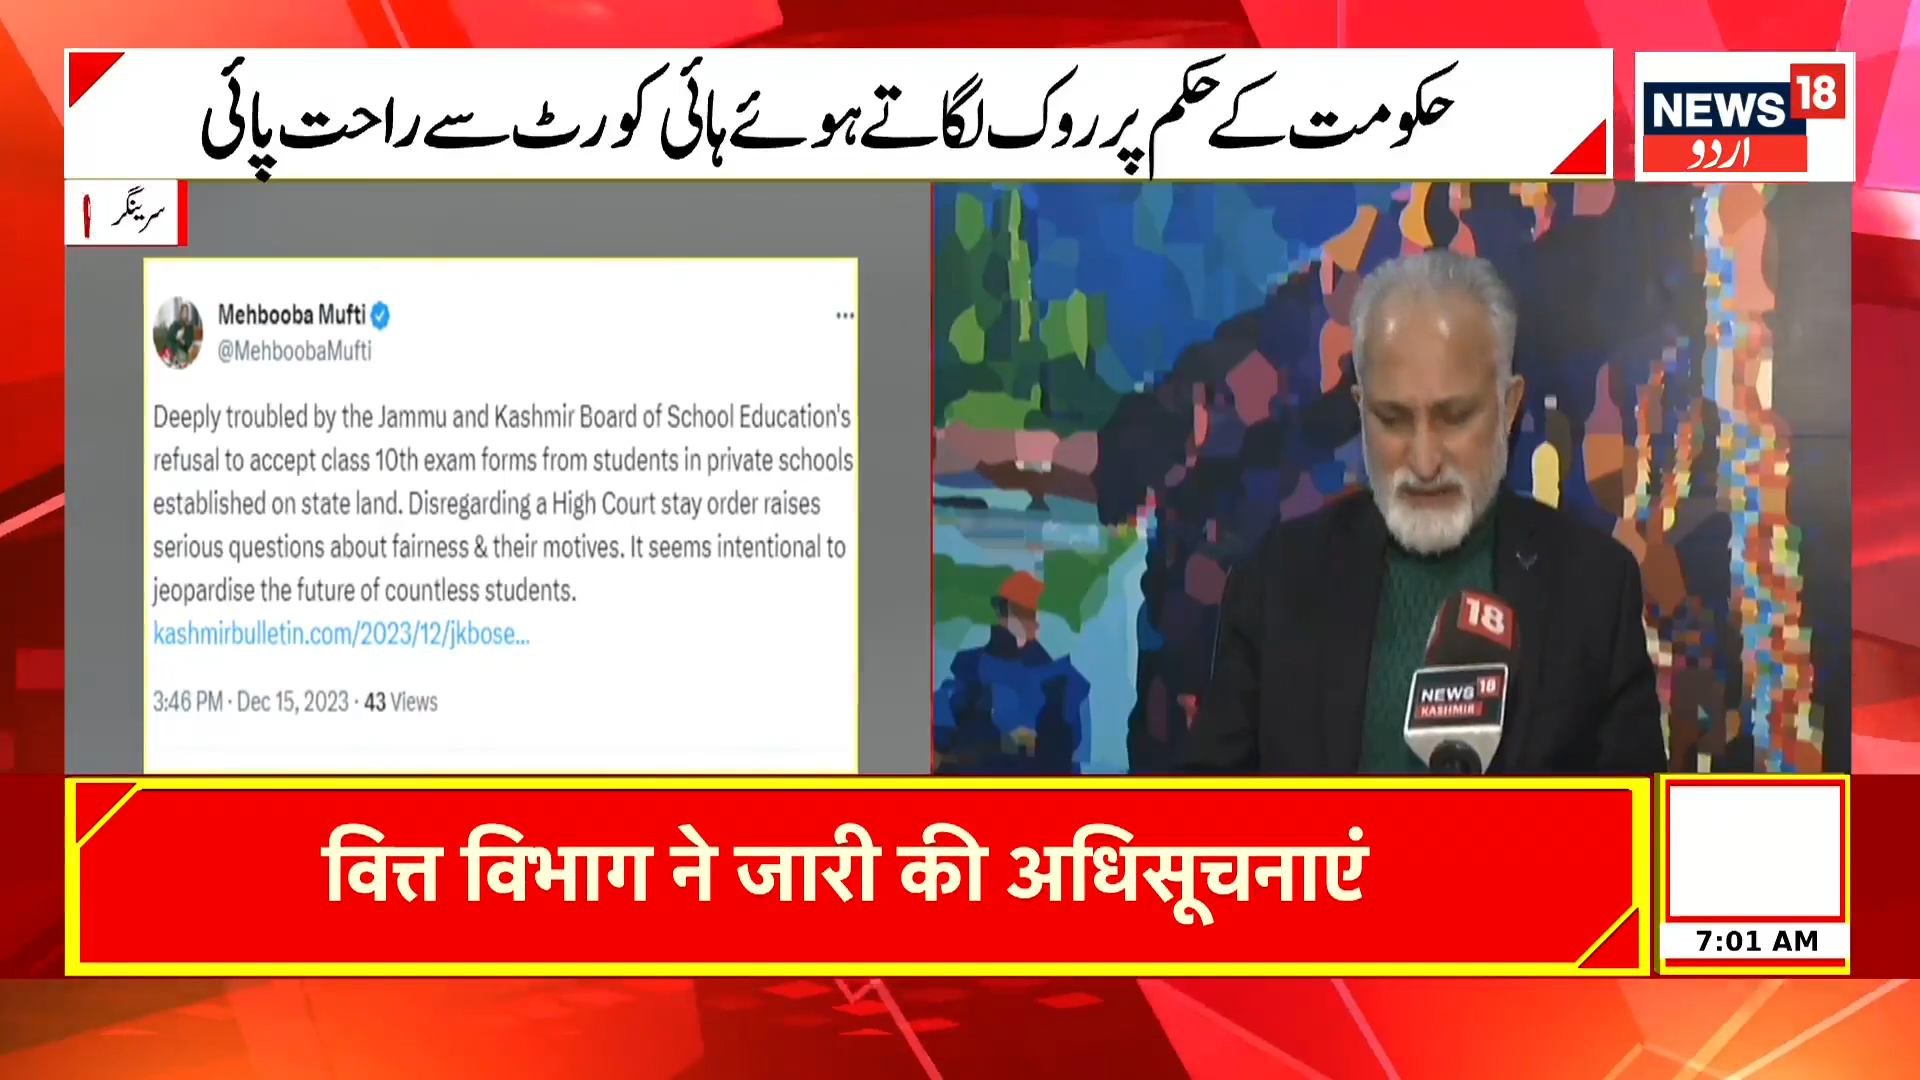 حکومت کے حکم پر روک لگاتے ہوئے ہائی کورٹ سے راحت پائی
NEWS 18
اردو
سرینگر
Mehbooba Mufti
@MehboobaMufti
Deeply troubled by the Jammu and Kashmir Board of School Education's
refusal to accept class 10th exam forms from students in private schools
established on state land. Disregarding a High Court stay order raises
serious questions about fairness & their motives. It seems intentional to
jeopardise the future of countless students.
kashmirbulletin.com/2023/12/jkbose...
3:46 PM · Dec 15, 2023 · 43 Views
18
NEWS 18
KASHMIR
वित्त विभाग ने जारी की अधिसूचनाएं
7:01 AM